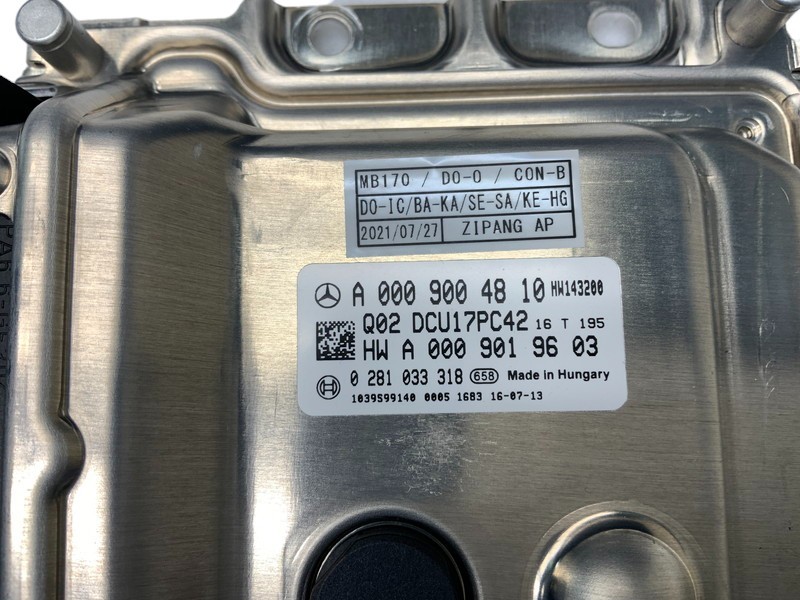 MB170 / DO-O / CON-B
DO-IC/BA-KA/SE-SA/KE-HG
2021/07/27 ZIPANG AP
A 000 900 48 10 HW143200
Q02 DCU17PC42 16 T 195
HW A 000 901 96 03
0 281 033 318 658 Made in Hungary
1039S99140 0005 1683 16-07-13